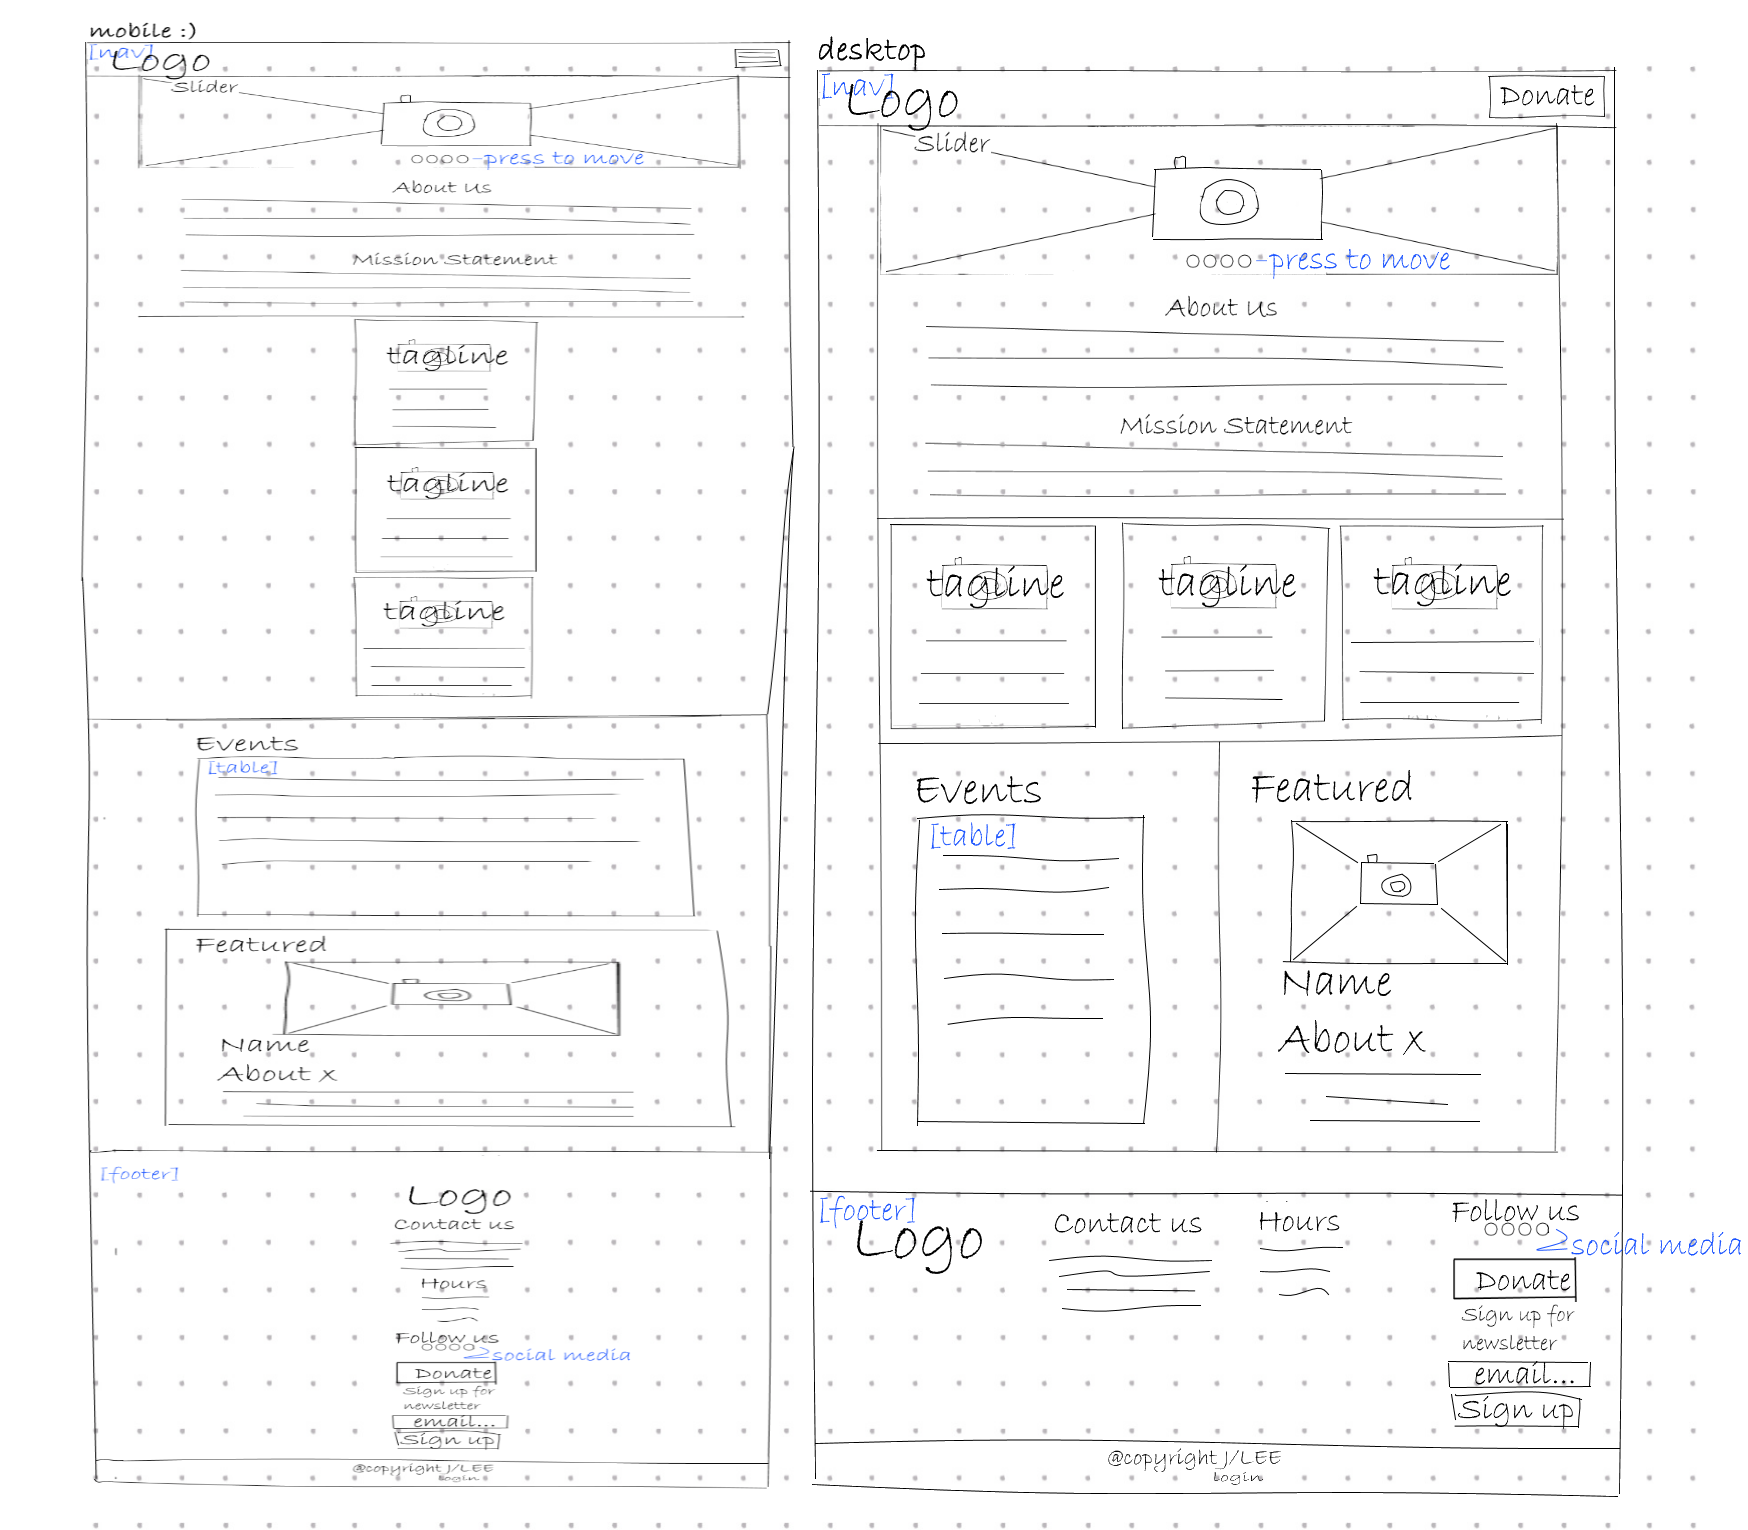 mobile :)
[nav]
Logo
Slider
-press to move
About Us
Mission Statement
tagline
tagline
tagline
Events
[table]
Featured
Name
About x
[footer]
Logo
Contact us
Hours
Follow us
social media
Donate
Sign up for
newsletter
email...
Sign up
@copyright J/LEE
login
desktop
[nav]
Logo
Donate
Slider
-press to move
About Us
Mission Statement
tagline
tagline
tagline
Events
[table]
Featured
Name
About x
[footer]
Logo
Contact us
Hours
Follow us
social media
Donate
Sign up for
newsletter
email...
Sign up
@copyright J/LEE
login